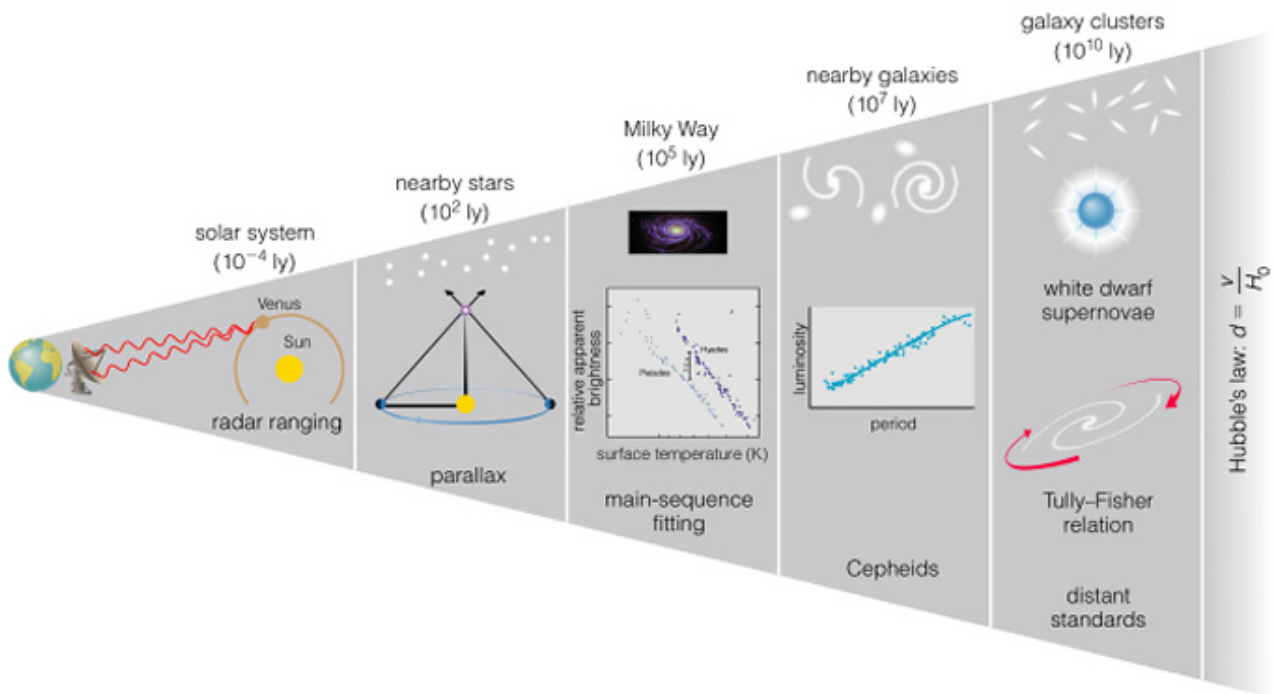 solar system
(10⁻⁴ ly)
Venus
Sun
radar ranging
nearby stars
(10² ly)
parallax
Milky Way
(10⁵ ly)
relative apparent
brightness
Hyades
Pleiades
surface temperature (K)
main-sequence
fitting
nearby galaxies
(10⁷ ly)
luminosity
period
Cepheids
galaxy clusters
(10¹⁰ ly)
white dwarf
supernovae
Tully–Fisher
relation
distant
standards
Hubble's law: d = v/H₀